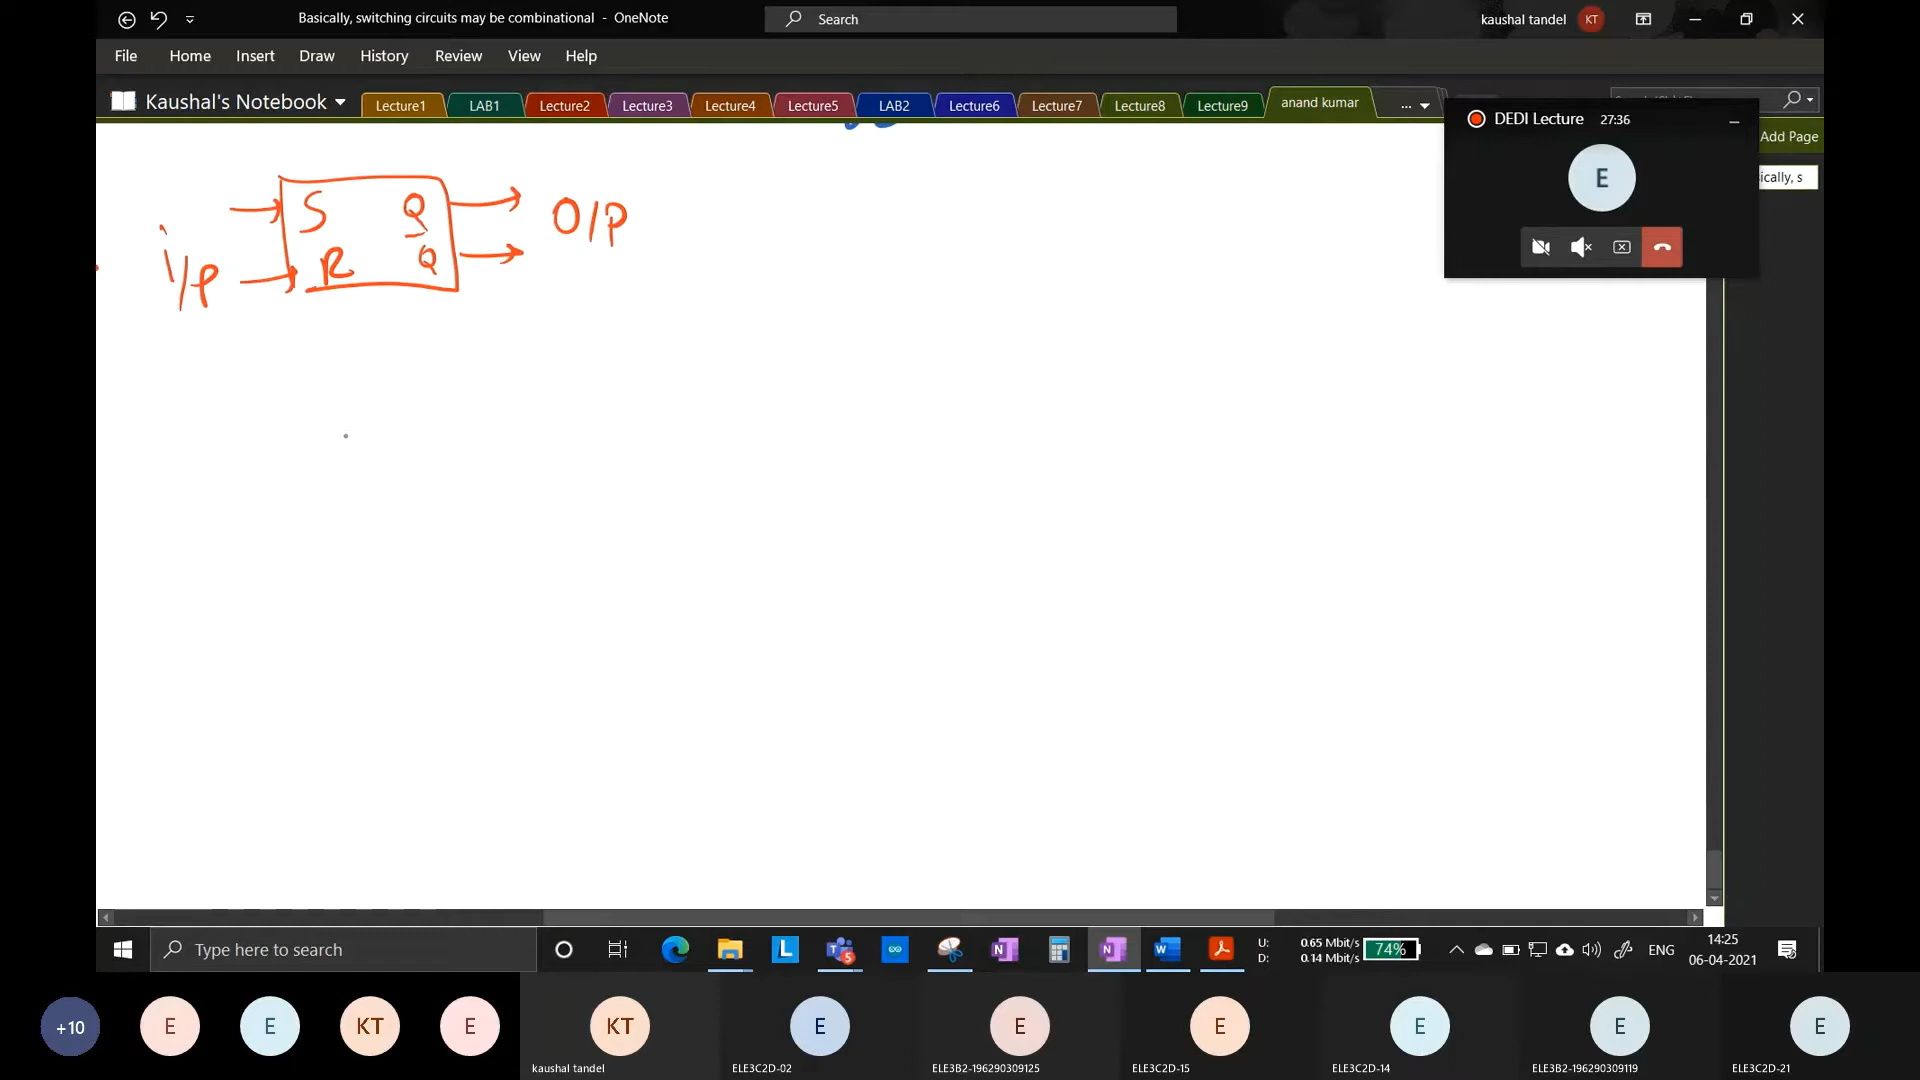 Basically, switching circuits may be combinational - OneNote
Search
kaushal tandel
KT
File
Home
Insert
Draw
History
Review
View
Help
Kaushal's Notebook
Lecture1
LAB1
Lecture2
Lecture3
Lecture4
Lecture5
LAB2
Lecture6
Lecture7
Lecture8
Lecture9
anand kumar
...
DEDI Lecture
27:36
Add Page
E
ically, s
S
Q
O/P
i/p
R
Q
Type here to search
L
5
N
N
W
U:
0.65 Mbit/s
D:
0.14 Mbit/s
74%
ENG
14:25
06-04-2021
+10
E
E
KT
E
KT
E
E
E
E
E
E
kaushal tandel
ELE3C2D-02
ELE3B2-196290309125
ELE3C2D-15
ELE3C2D-14
ELE3B2-196290309119
ELE3C2D-21